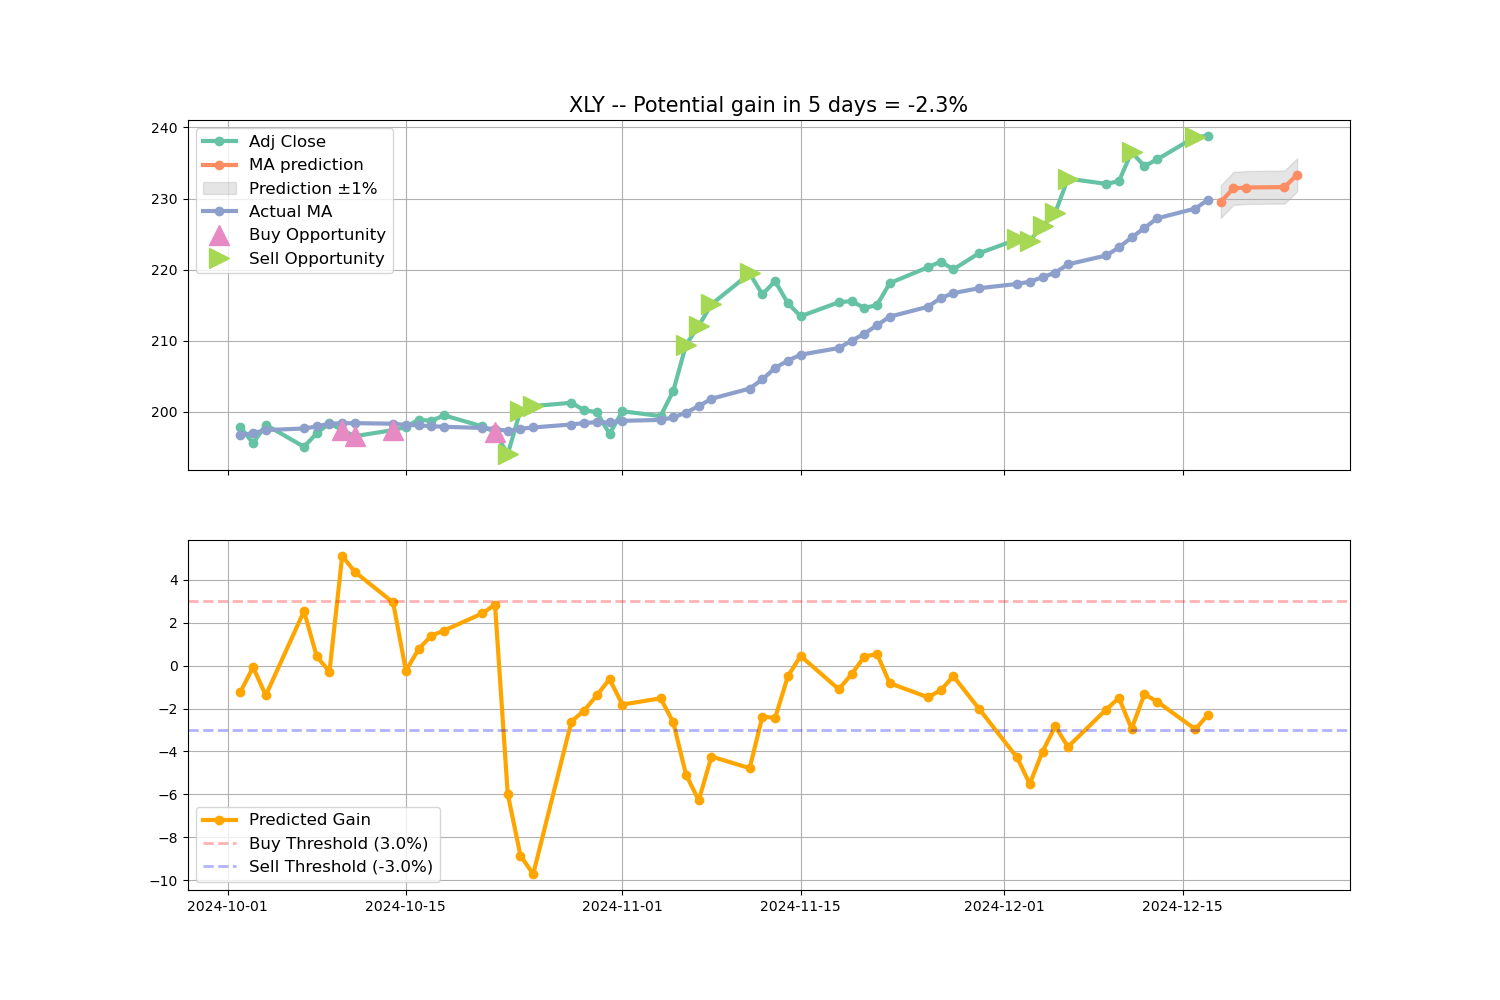 XLY -- Potential gain in 5 days = -2.3%
240
230
220
210
200
Adj Close
MA prediction
Prediction ±1%
Actual MA
Buy Opportunity
Sell Opportunity
4
2
0
−2
−4
−6
−8
−10
Predicted Gain
Buy Threshold (3.0%)
Sell Threshold (-3.0%)
2024-10-01
2024-10-15
2024-11-01
2024-11-15
2024-12-01
2024-12-15